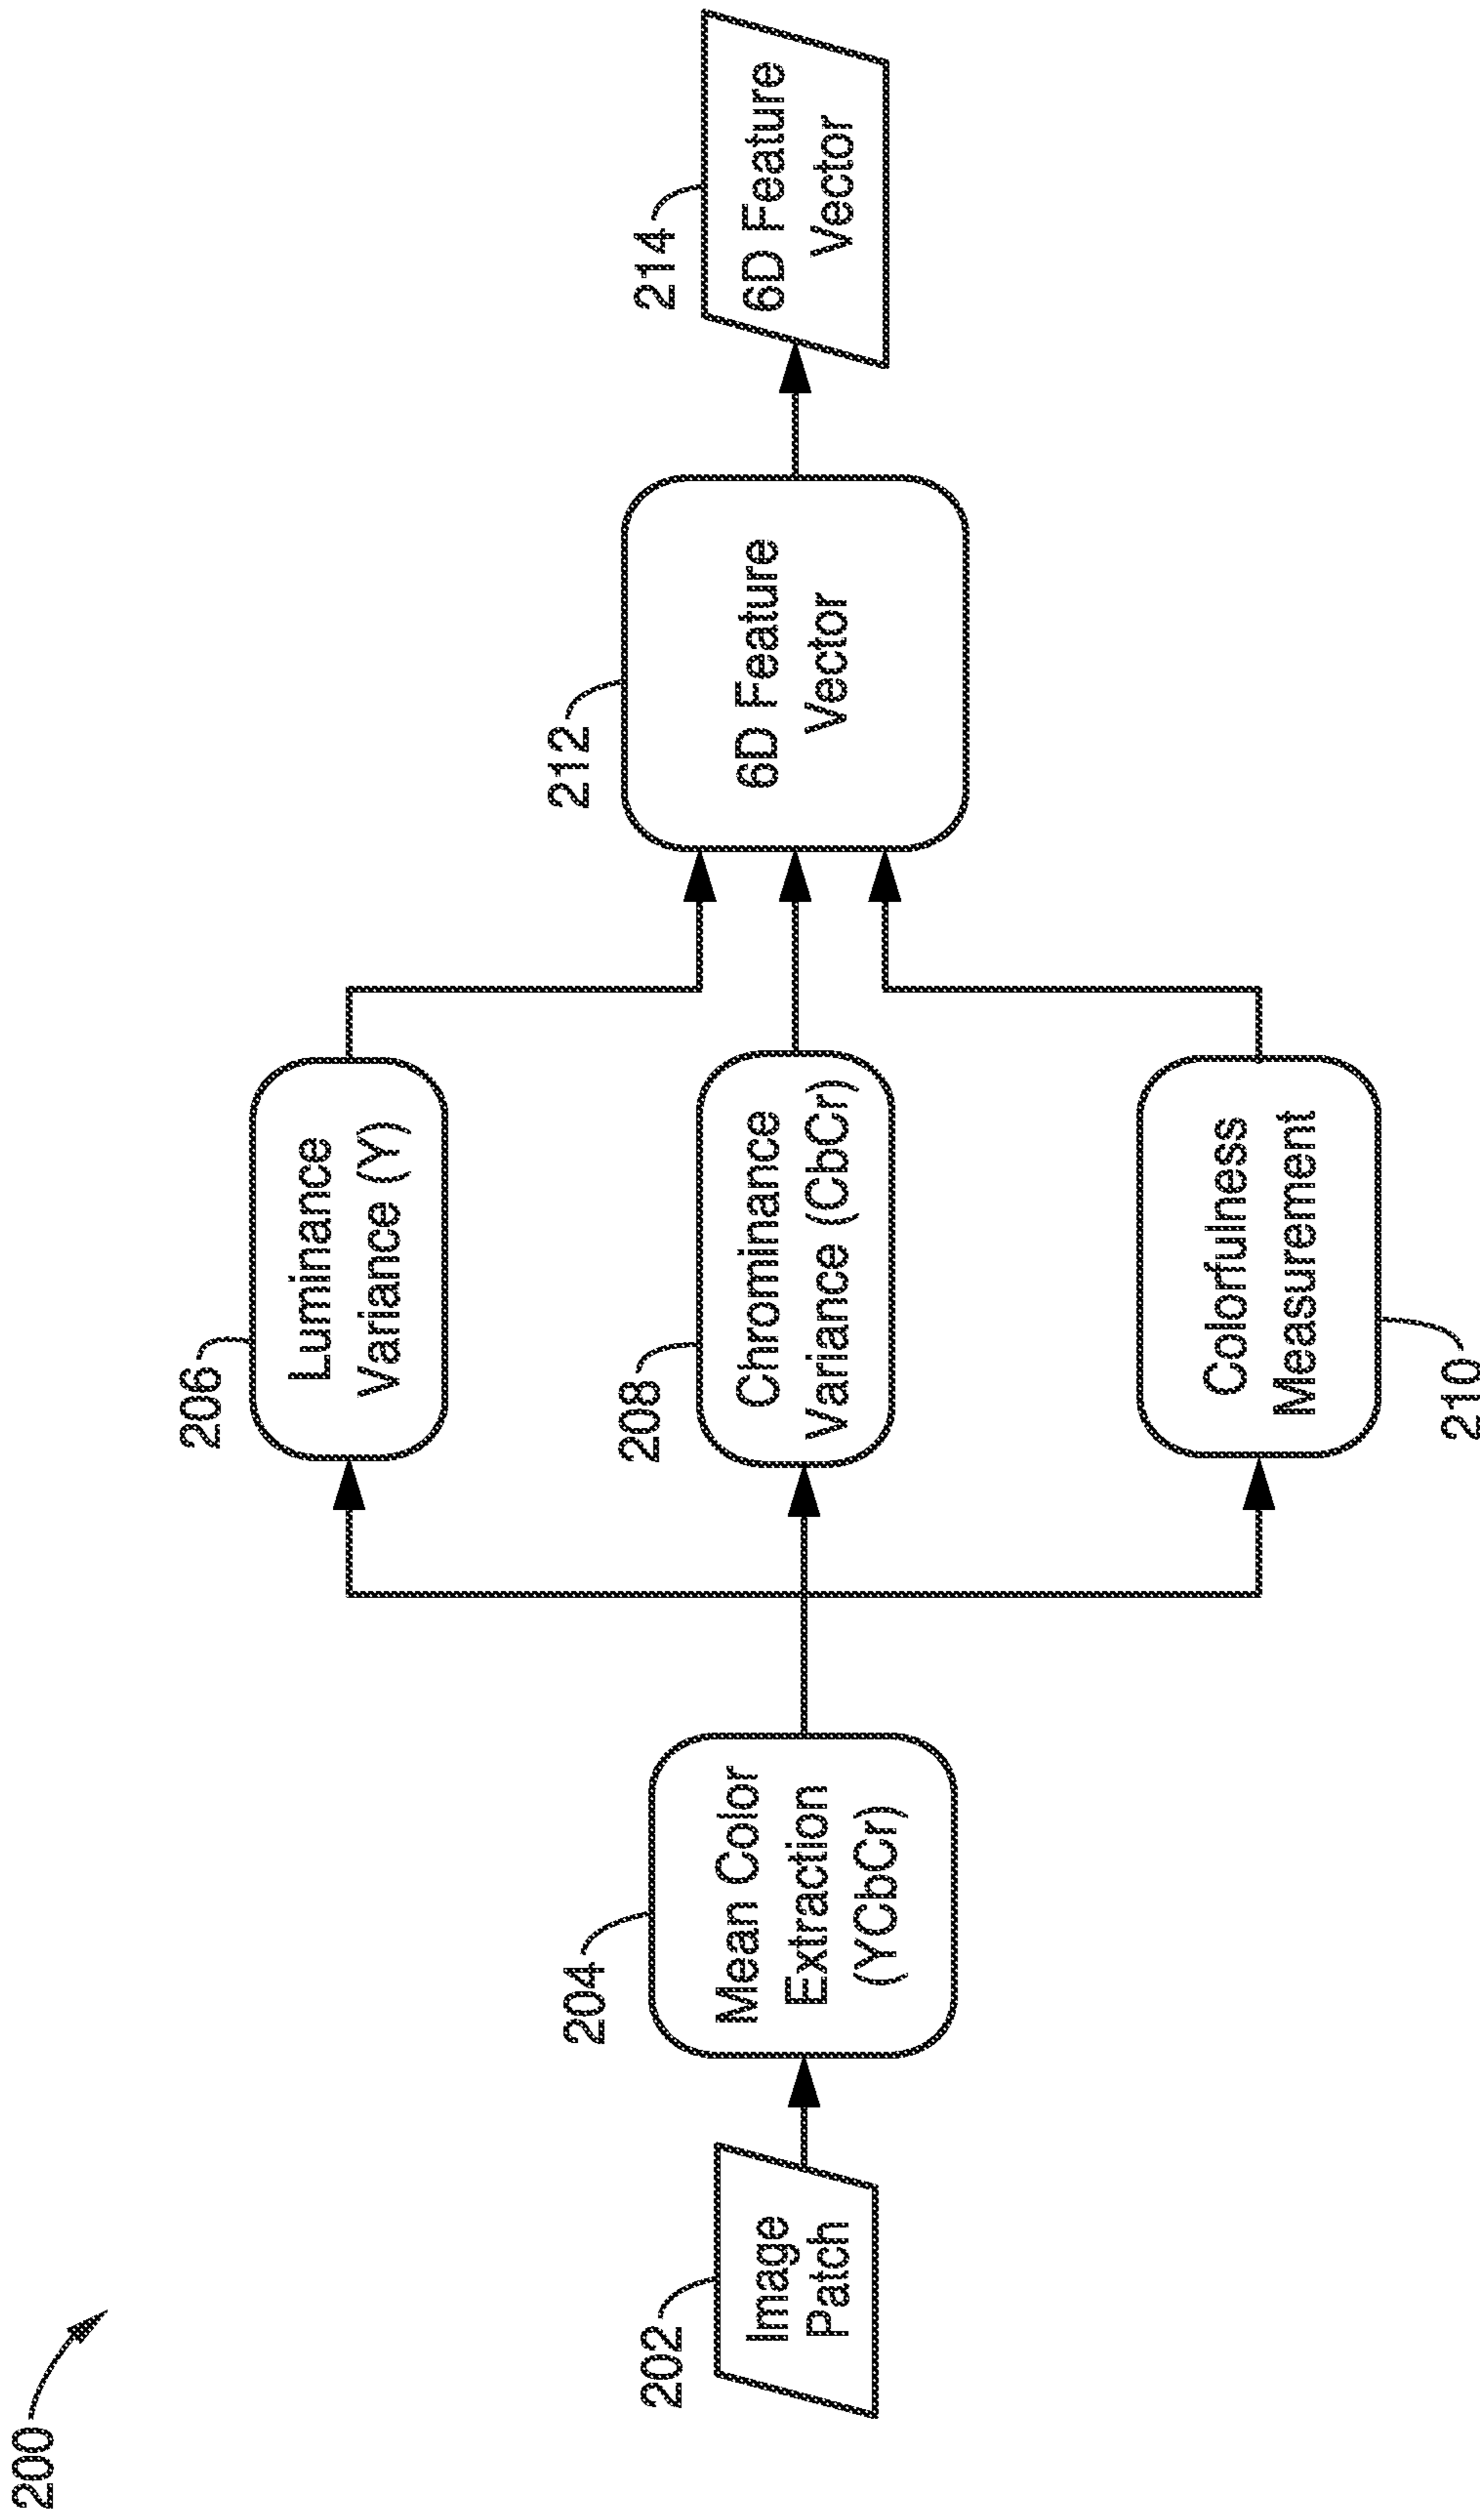 200
202
Image
Patch
204
Mean Color
Extraction
(YCbCr)
206
Luminance
Variance (Y)
208
Chrominance
Variance (CbCr)
210
Colorfulness
Measurement
212
6D Feature
Vector
214
6D Feature
Vector